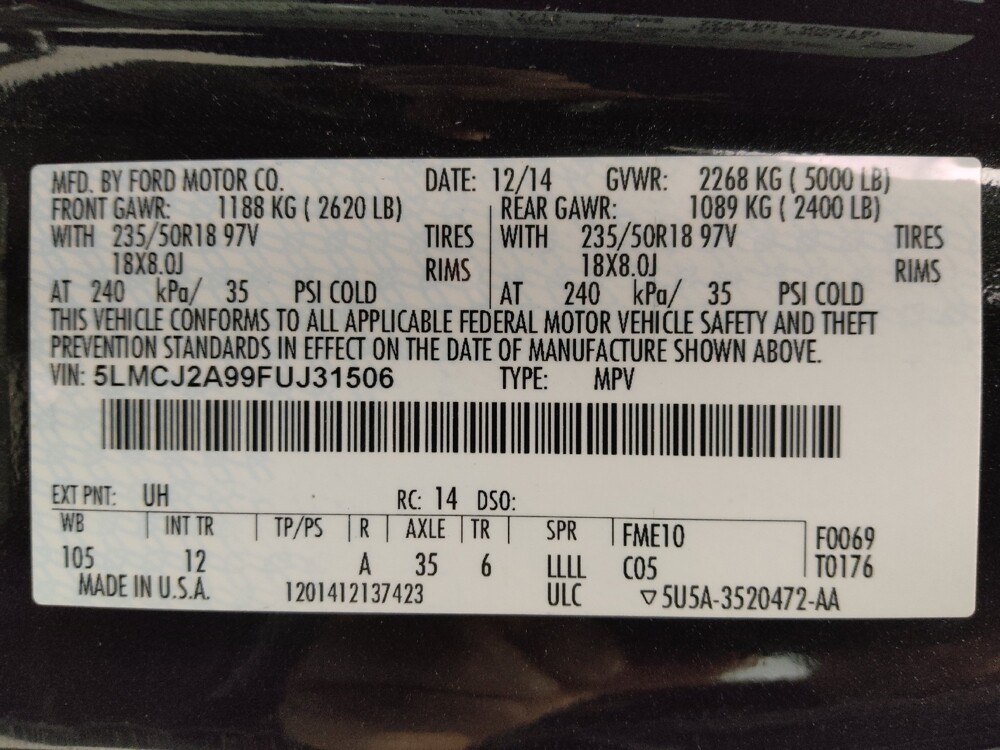 MFD. BY FORD MOTOR CO. DATE: 12/14 GVWR: 2268 KG ( 5000 LB)
FRONT GAWR: 1188 KG ( 2620 LB) REAR GAWR: 1089 KG ( 2400 LB)
WITH 235/50R18 97V TIRES WITH 235/50R18 97V TIRES
18X8.0J RIMS 18X8.0J RIMS
AT 240 kPa/ 35 PSI COLD AT 240 kPa/ 35 PSI COLD
THIS VEHICLE CONFORMS TO ALL APPLICABLE FEDERAL MOTOR VEHICLE SAFETY AND THEFT
PREVENTION STANDARDS IN EFFECT ON THE DATE OF MANUFACTURE SHOWN ABOVE.
VIN: 5LMCJ2A99FUJ31506 TYPE: MPV
EXT PNT: UH RC: 14 DSO:
WB INT TR TP/PS R AXLE TR SPR FME10 F0069
105 12 A 35 6 LLLL C05 T0176
MADE IN U.S.A. 1201412137423 ULC ▽5U5A-3520472-AA